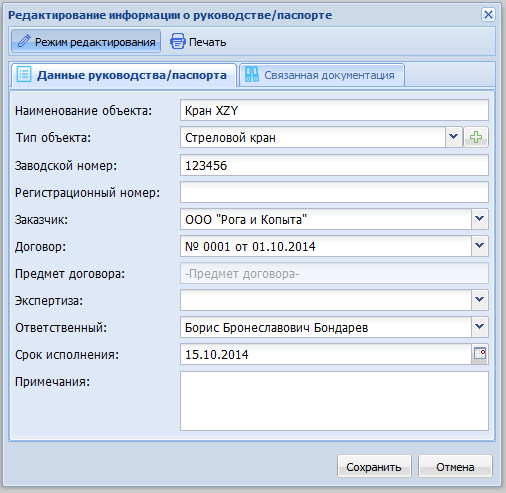 Редактирование информации о руководстве/паспорте
Режим редактирования Печать
Данные руководства/паспорта Связанная документация
Наименование объекта: Кран XZY
Тип объекта: Стреловой кран
Заводской номер: 123456
Регистрационный номер:
Заказчик: ООО "Рога и Копыта"
Договор: № 0001 от 01.10.2014
Предмет договора: -Предмет договора-
Экспертиза:
Ответственный: Борис Бронеславович Бондарев
Срок исполнения: 15.10.2014
Примечания:
Сохранить Отмена